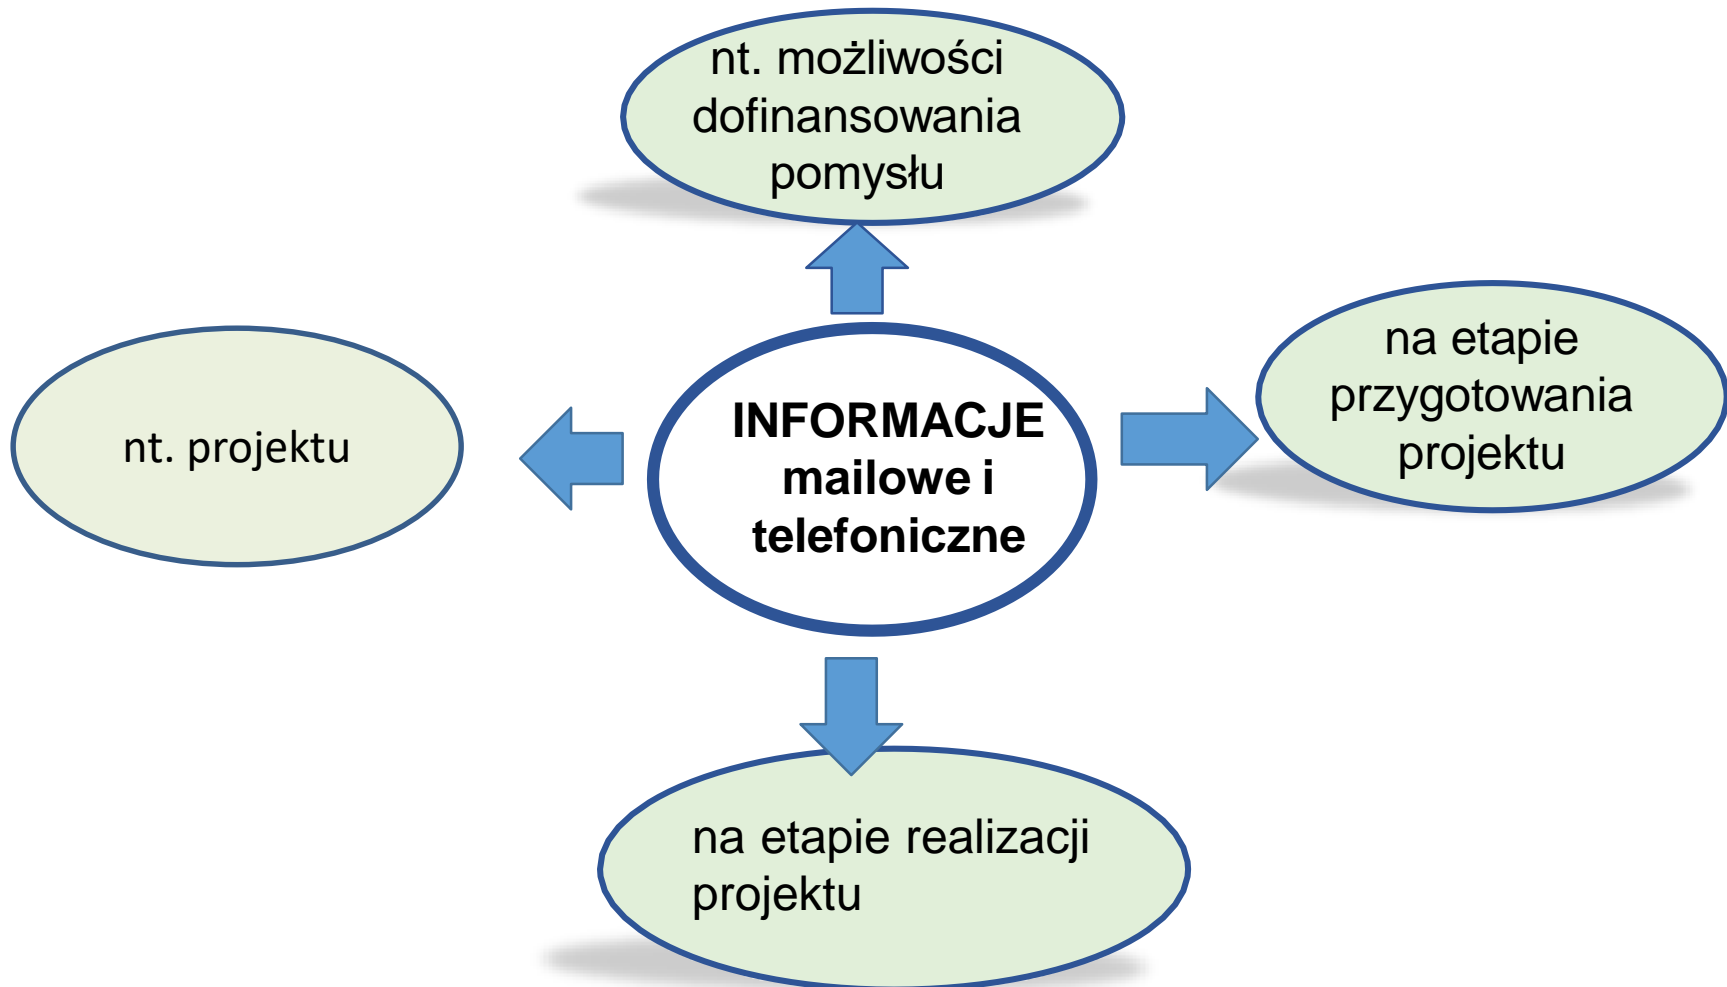 nt. możliwości
dofinansowania
pomysłu
na etapie
przygotowania
projektu
nt. projektu
INFORMACJE
mailowe i
telefoniczne
na etapie realizacji
projektu